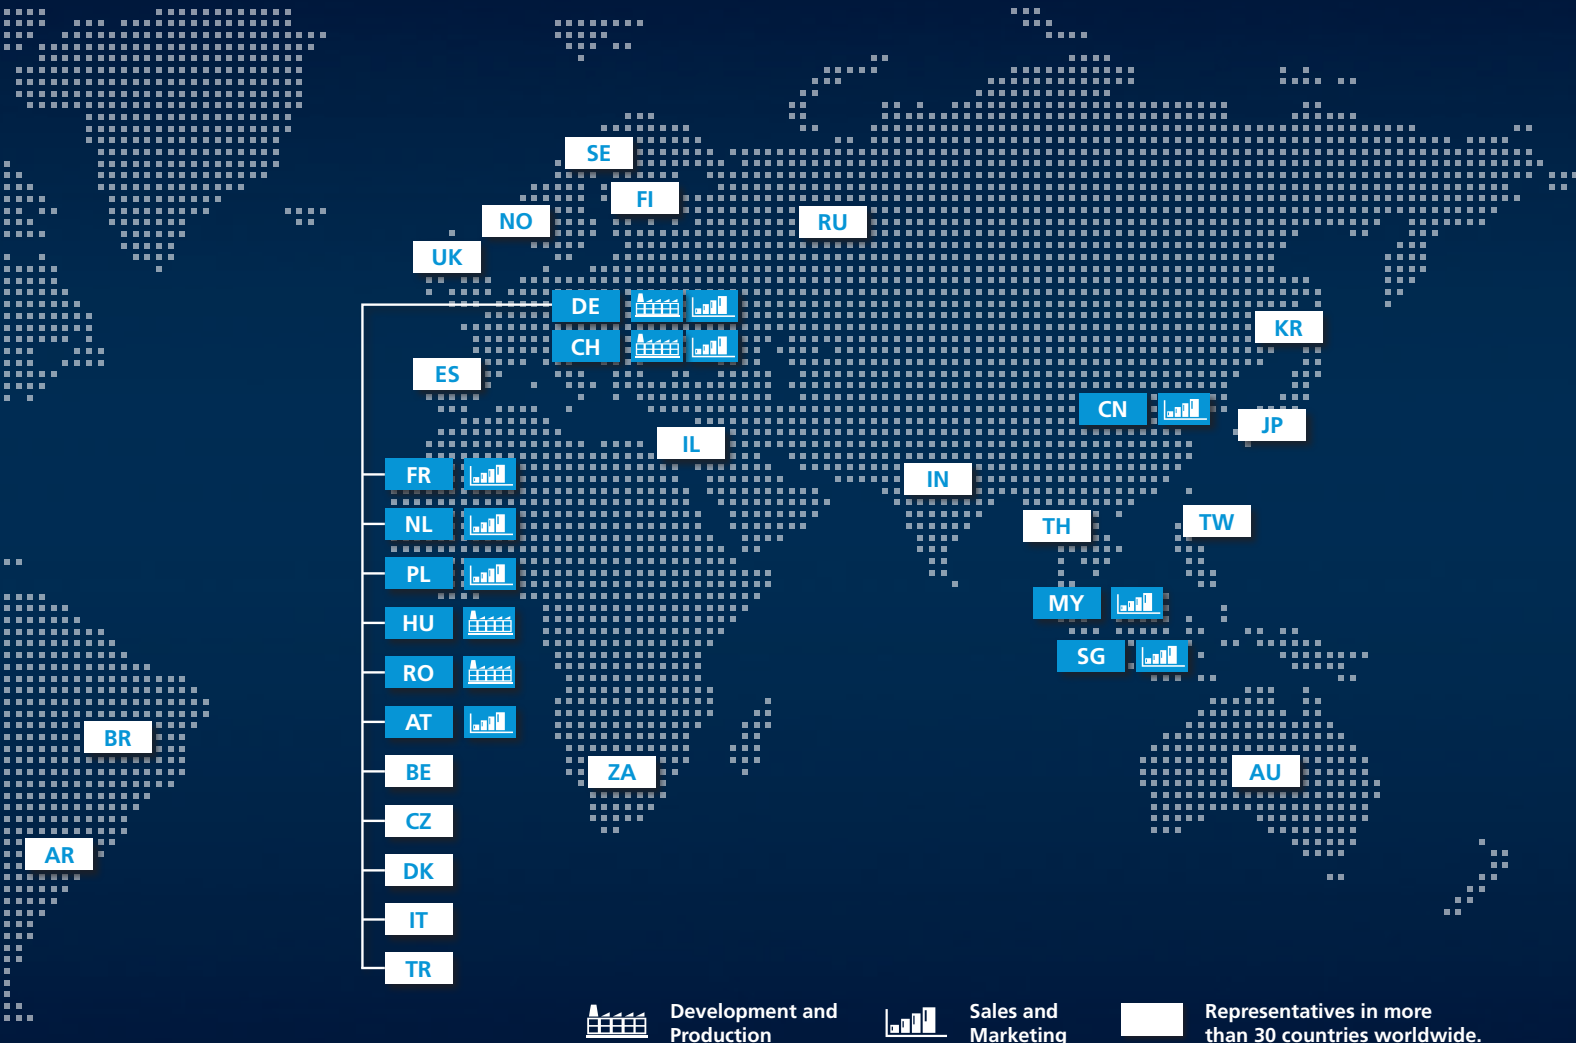 SE
FI
NO
RU
UK
DE
CH
KR
ES
CN
JP
IL
FR
IN
NL
TH
TW
PL
MY
HU
SG
RO
AT
BR
BE
ZA
AU
CZ
AR
DK
IT
TR
Development and
Production
Sales and
Marketing
Representatives in more
than 30 countries worldwide.